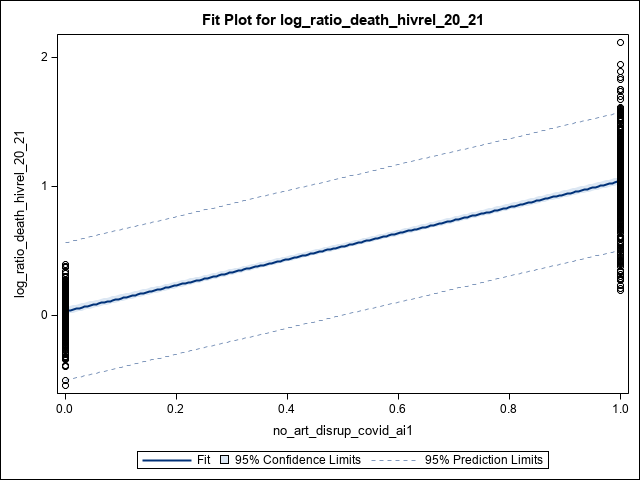 Fit Plot for log_ratio_death_hivrel_20_21
log_ratio_death_hivrel_20_21
2
1
0
0.0 0.2 0.4 0.6 0.8 1.0
no_art_disrup_covid_ai1
Fit 95% Confidence Limits 95% Prediction Limits